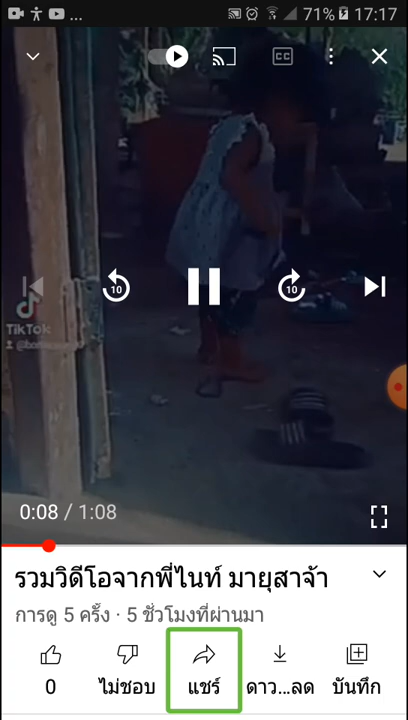 ... 71% 17:17
CC
10 10
TikTok
0:08 / 1:08
รวมวิดีโอจากพี่ไนท์ มายุสาจ้า
การดู 5 ครั้ง · 5 ชั่วโมงที่ผ่านมา
0 ไม่ชอบ แชร์ ดาว...ลด บันทึก